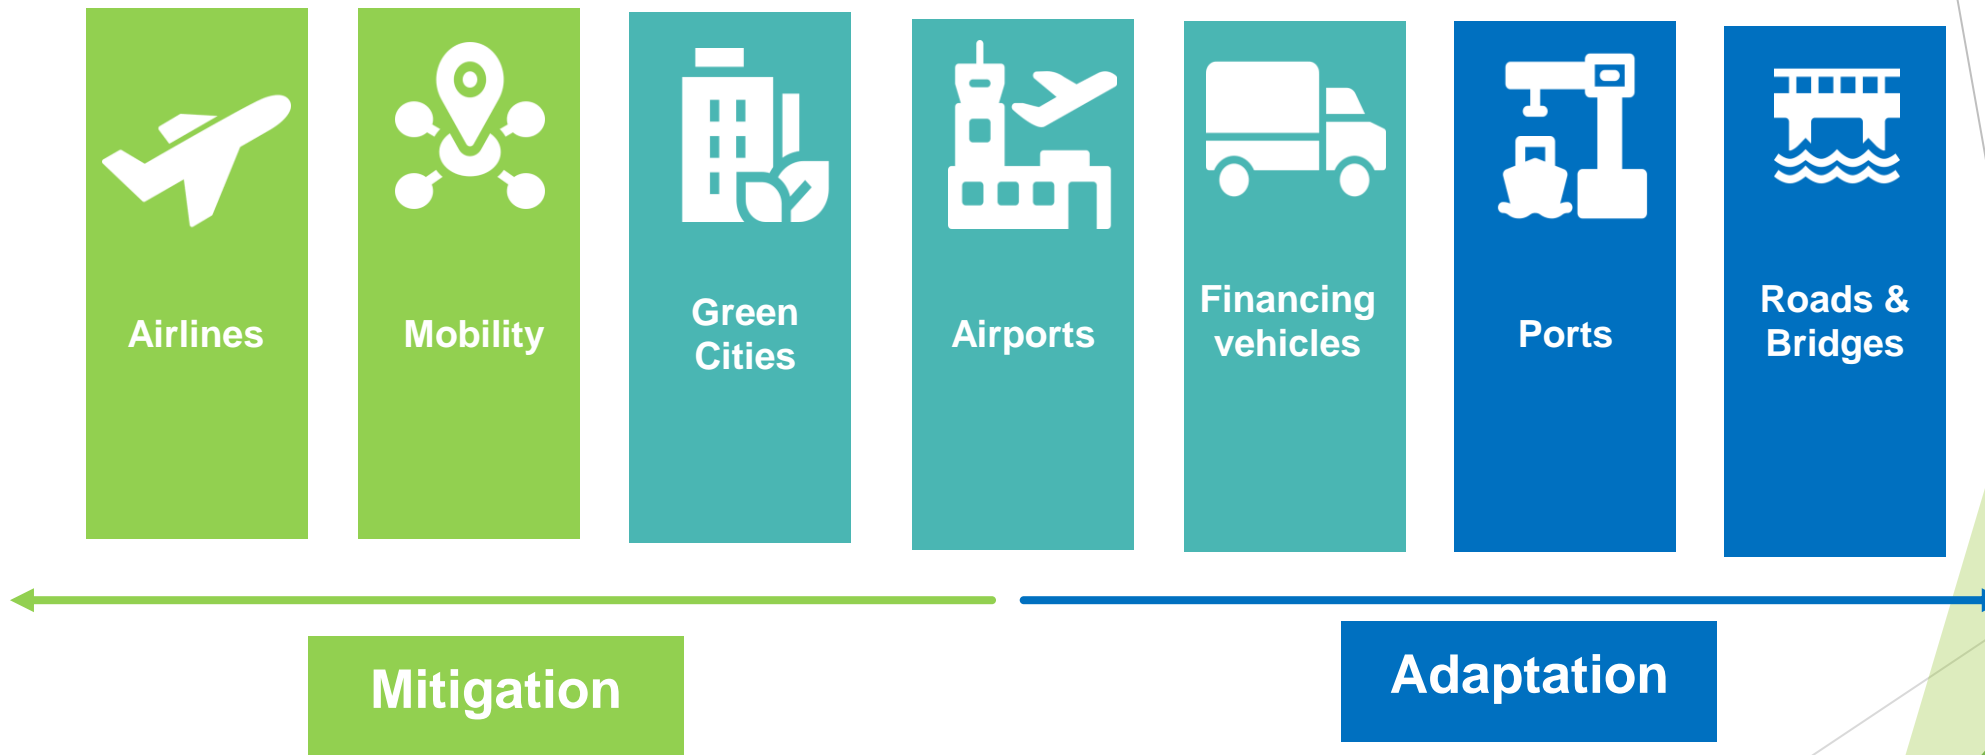 Airlines
Mobility
Green
Cities
Airports
Financing
vehicles
Ports
Roads &
Bridges
Mitigation
Adaptation